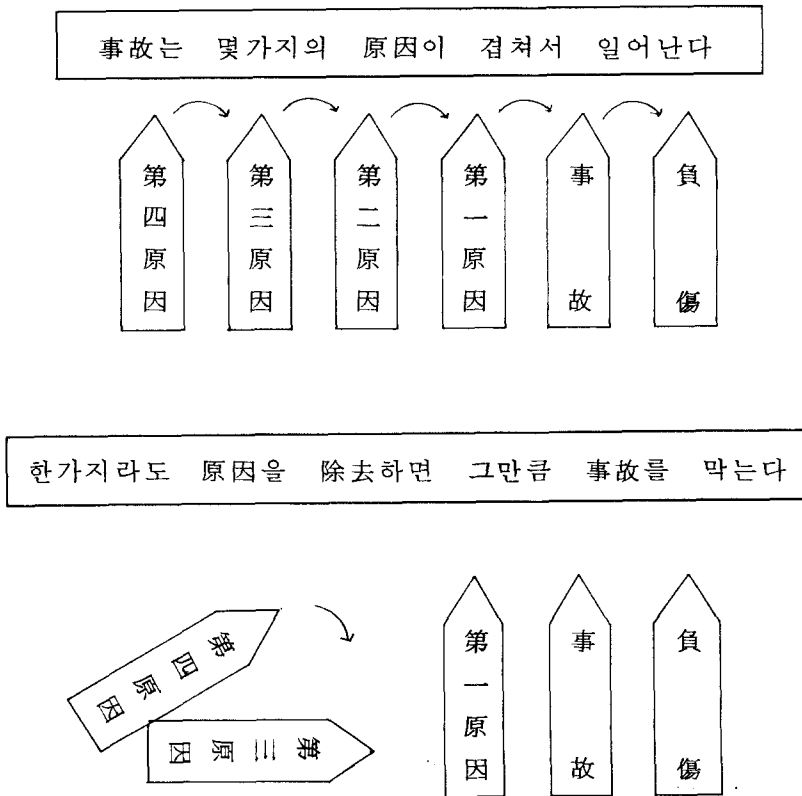 事故는 몇가지의 原因이 겹쳐서 일어난다
第四原因
第三原因
第二原因
第一原因
事故
負傷
한가지라도 原因을 除去하면 그만큼 事故를 막는다
第四原因
第三原因
第一原因
事故
負傷